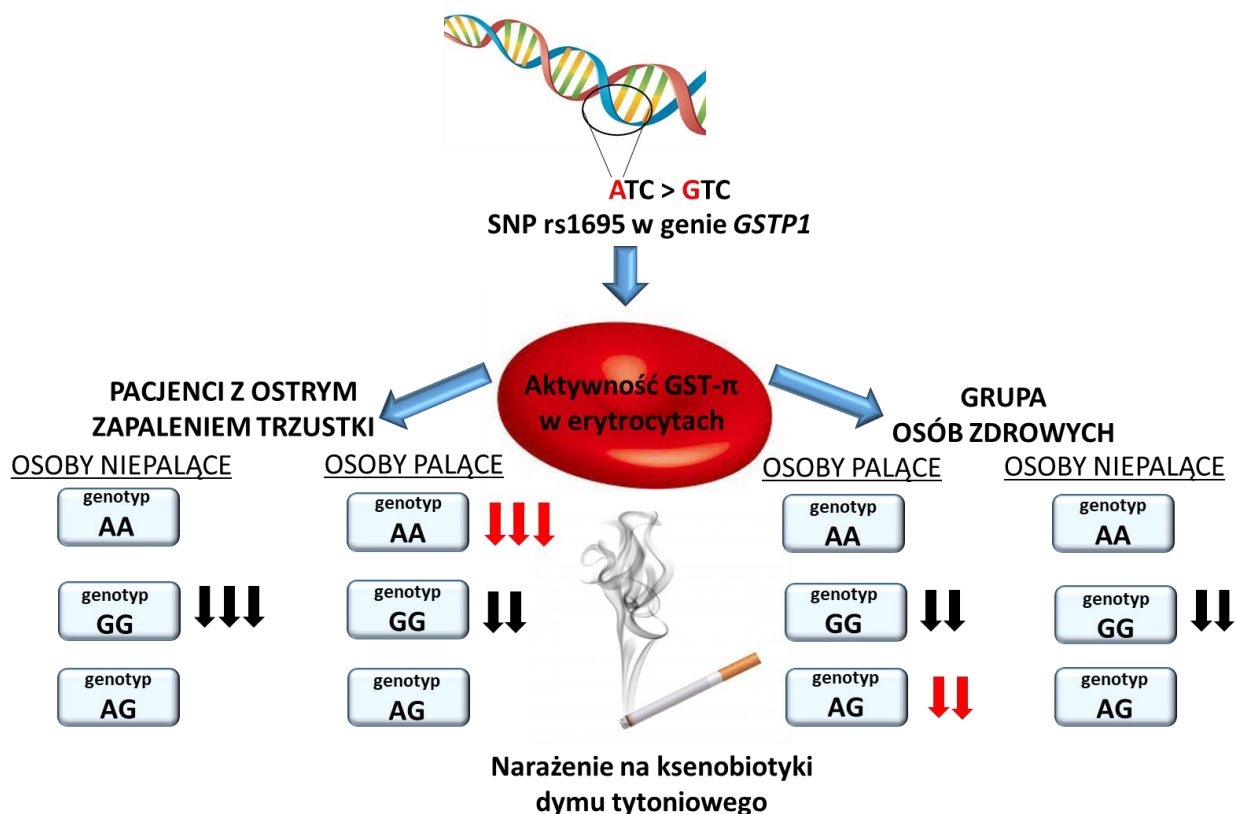 ATC > GTC
SNP rs1695 w genie GSTP1
Aktywność GST-π
w erytrocytach
PACJENCI Z OSTRYM
ZAPALENIEM TRZUSTKI
OSOBY NIEPALĄCE
genotyp
AA
genotyp
GG
genotyp
AG
OSOBY PALĄCE
genotyp
AA
genotyp
GG
genotyp
AG
GRUPA
OSÓB ZDROWYCH
OSOBY PALĄCE
genotyp
AA
genotyp
GG
genotyp
AG
OSOBY NIEPALĄCE
genotyp
AA
genotyp
GG
genotyp
AG
Narażenie na ksenobiotyki
dymu tytoniowego